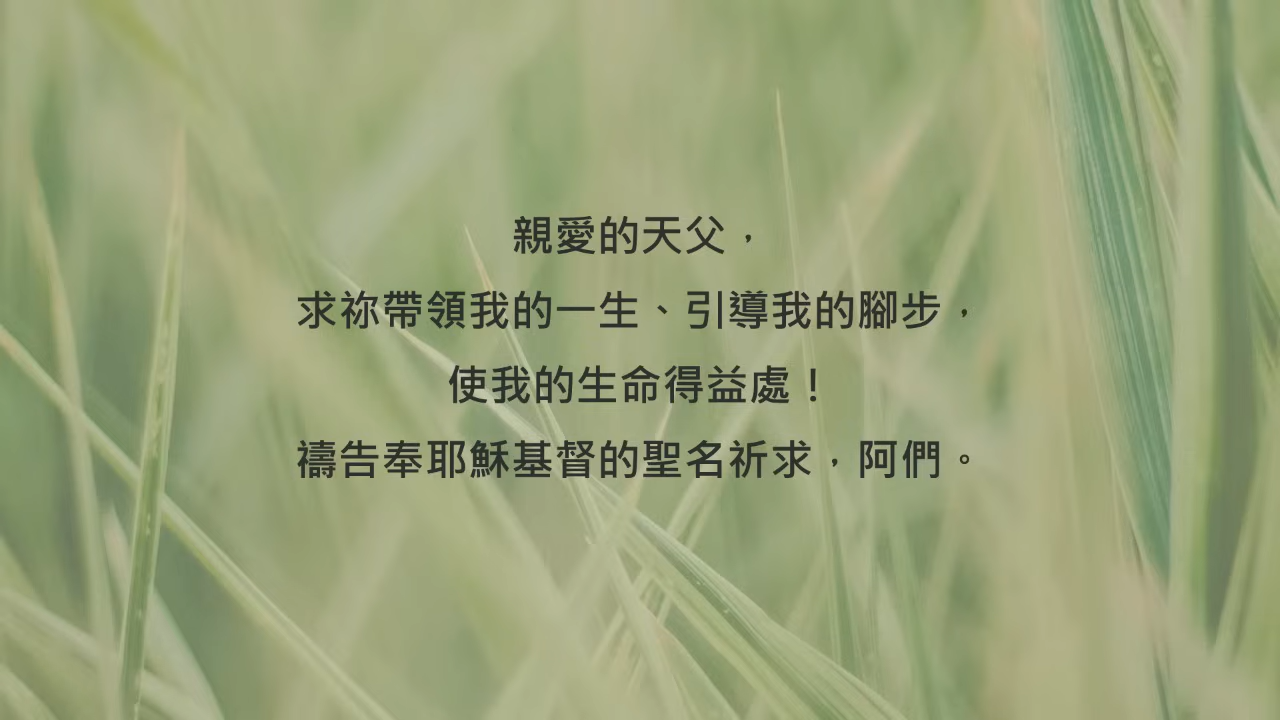 親愛的天父，
求祢帶領我的一生、引導我的腳步，
使我的生命得益處！
禱告奉耶穌基督的聖名祈求，阿們。